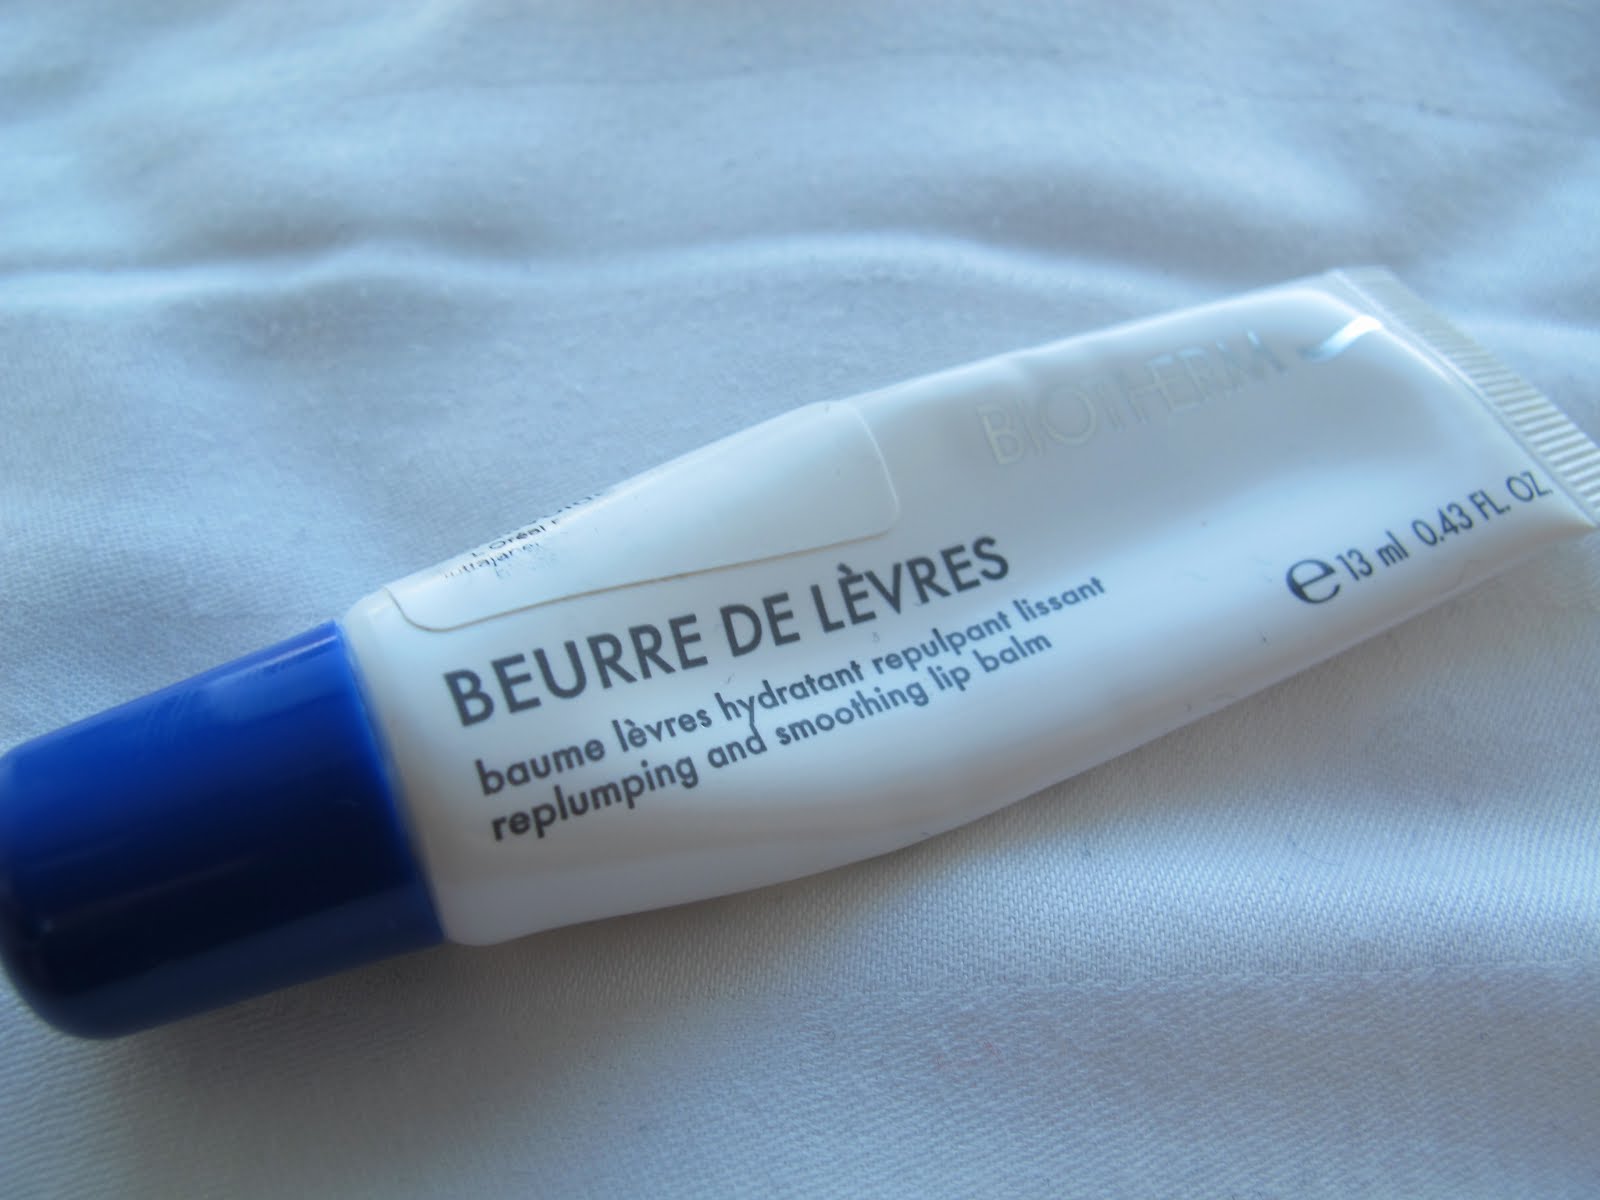 BIOTHERM
L'Oréal
BEURRE DE LÈVRES
baume lèvres hydratant repulpant lissant
replumping and smoothing lip balm
℮ 13 ml 0.43 FL. OZ.